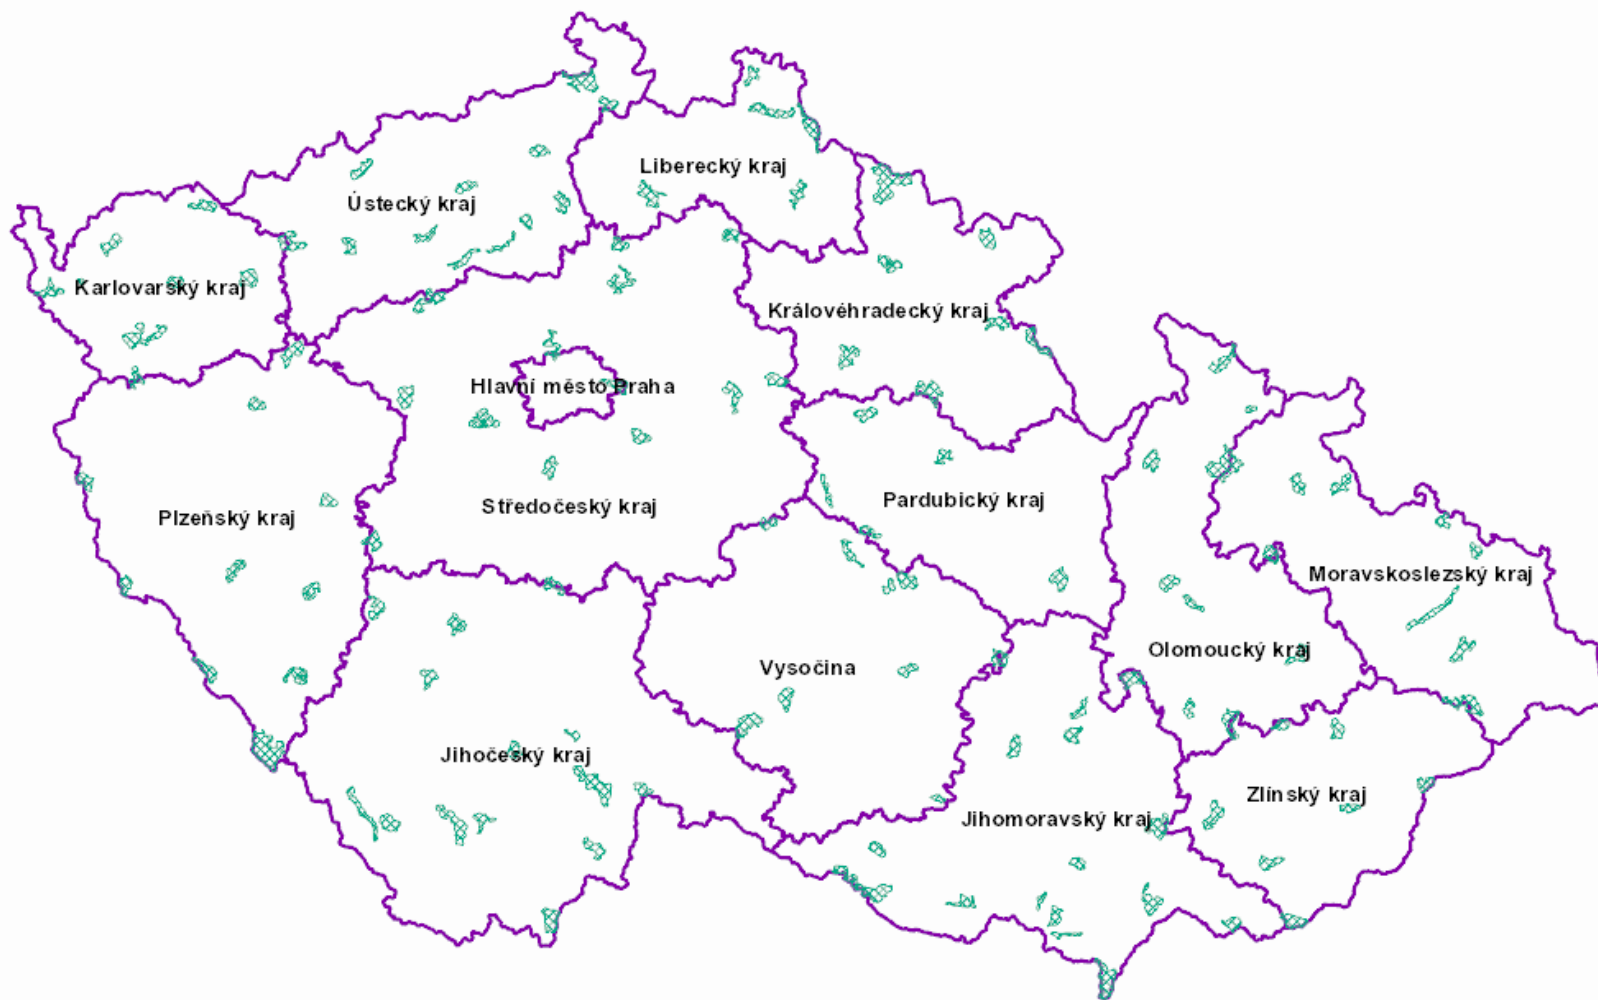 Liberecký kraj
Ústecký kraj
Karlovarský kraj
Královéhradecký kraj
Hlavní město Praha
Plzeňský kraj
Středočeský kraj
Pardubický kraj
Moravskoslezský kraj
Olomoucký kraj
Vysočina
Jihočeský kraj
Zlínský kraj
Jihomoravský kraj